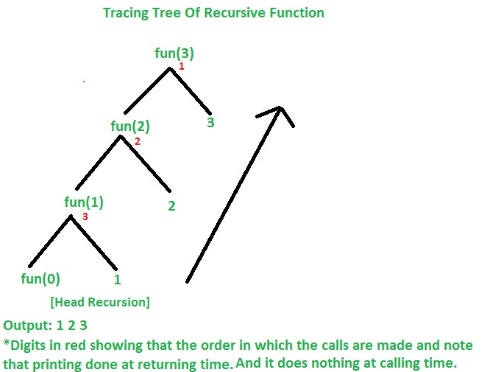 Tracing Tree Of Recursive Function
fun(3)
1
fun(2)
3
2
fun(1)
2
3
fun(0)
1
[Head Recursion]
Output: 1 2 3
*Digits in red showing that the order in which the calls are made and note
that printing done at returning time. And it does nothing at calling time.